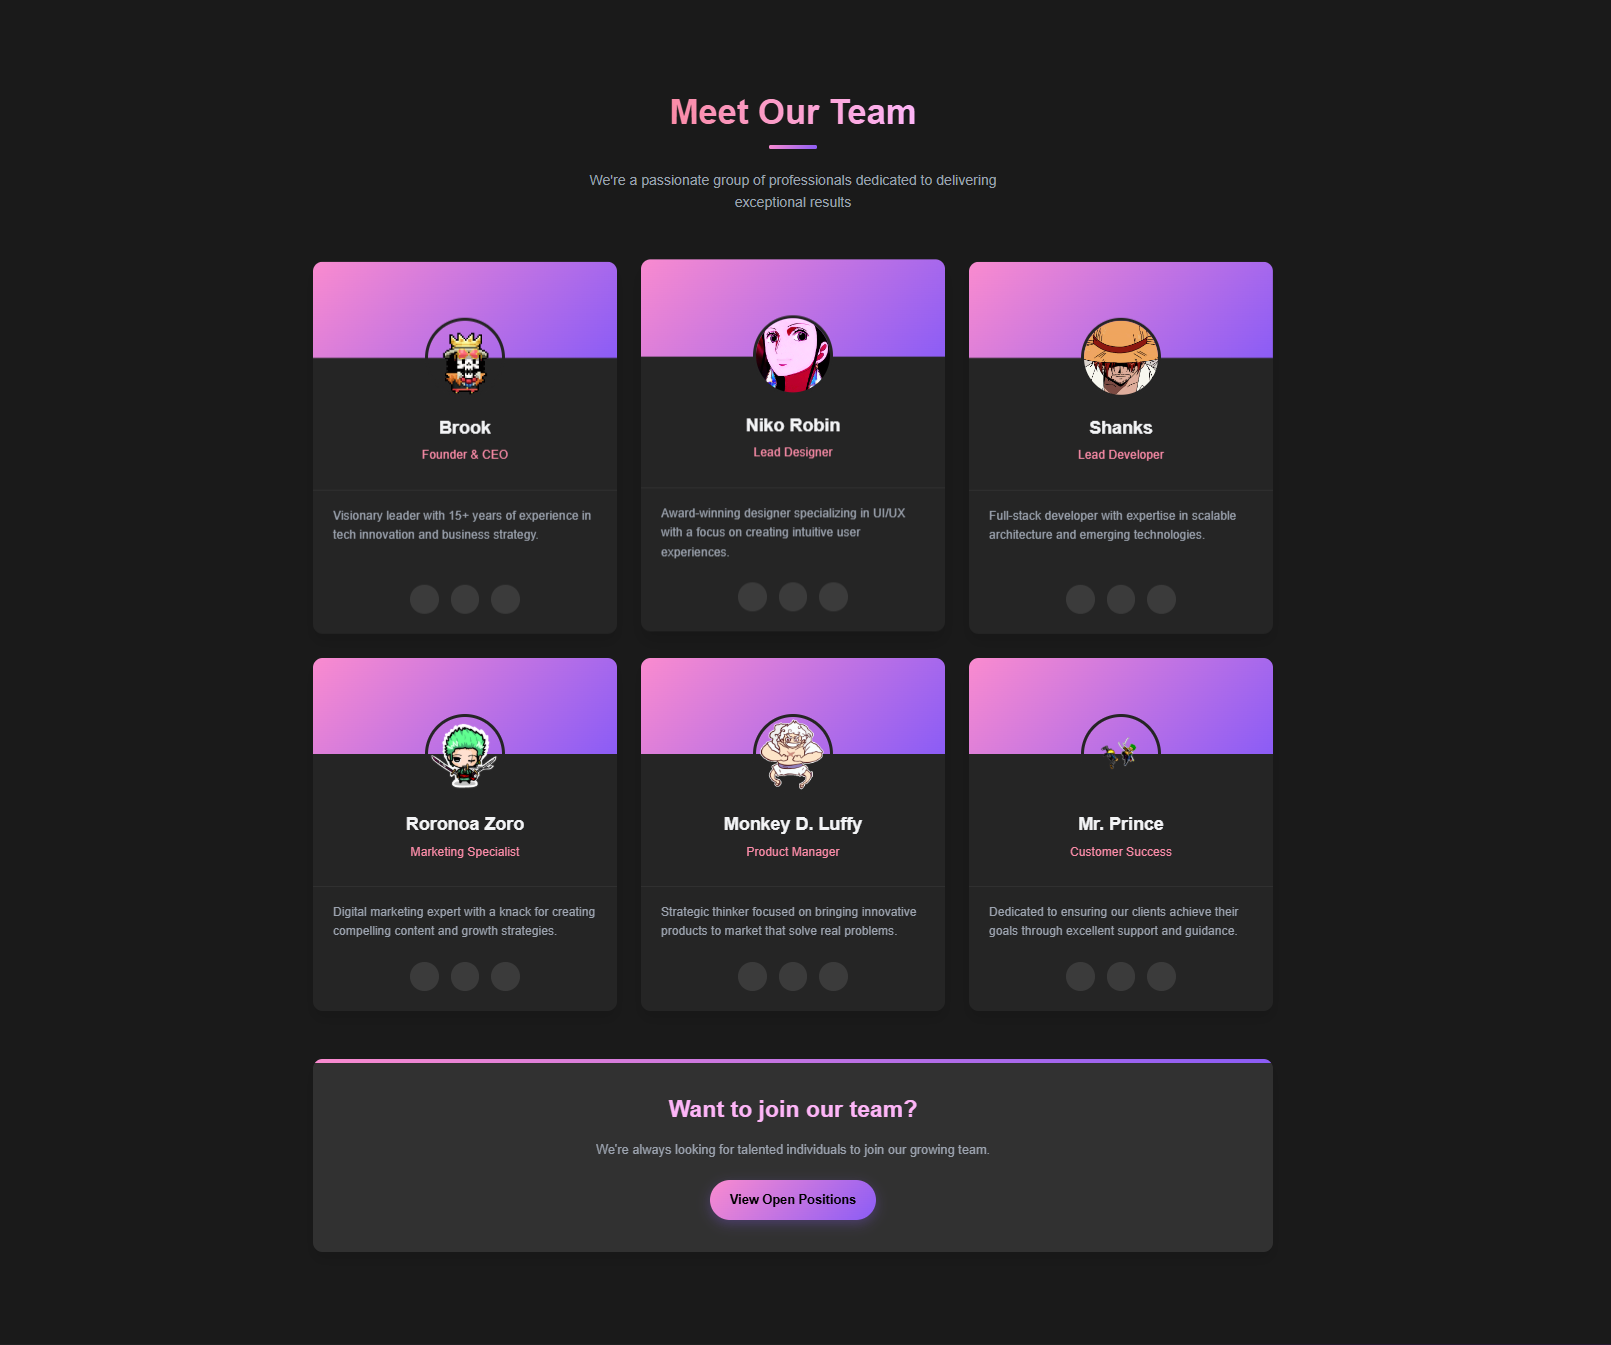 Meet Our Team
We're a passionate group of professionals dedicated to delivering
exceptional results
Brook
Founder & CEO
Visionary leader with 15+ years of experience in
tech innovation and business strategy.
Niko Robin
Lead Designer
Award-winning designer specializing in UI/UX
with a focus on creating intuitive user
experiences.
Shanks
Lead Developer
Full-stack developer with expertise in scalable
architecture and emerging technologies.
Roronoa Zoro
Marketing Specialist
Digital marketing expert with a knack for creating
compelling content and growth strategies.
Monkey D. Luffy
Product Manager
Strategic thinker focused on bringing innovative
products to market that solve real problems.
Mr. Prince
Customer Success
Dedicated to ensuring our clients achieve their
goals through excellent support and guidance.
Want to join our team?
We're always looking for talented individuals to join our growing team.
View Open Positions